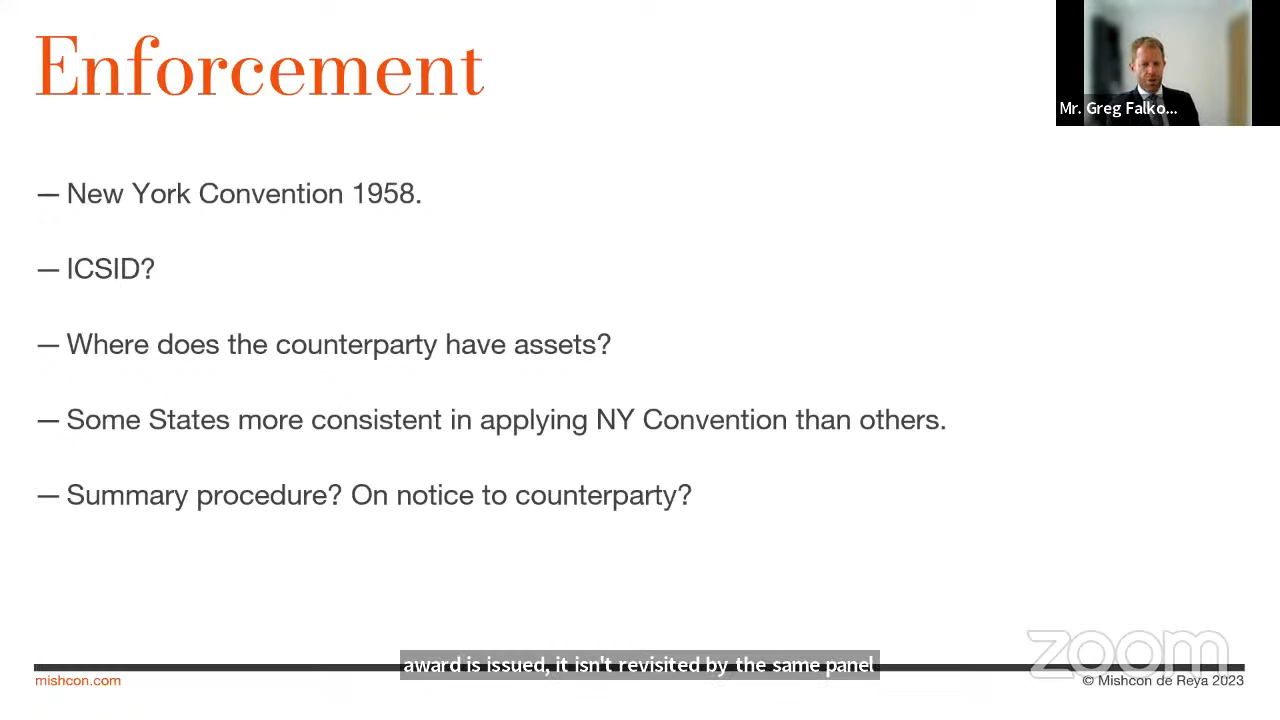 Enforcement
Mr. Greg Falko...
— New York Convention 1958.
— ICSID?
— Where does the counterparty have assets?
— Some States more consistent in applying NY Convention than others.
— Summary procedure? On notice to counterparty?
zoom
award is issued, it isn't revisited by the same panel
mishcon.com
© Mishcon de Reya 2023